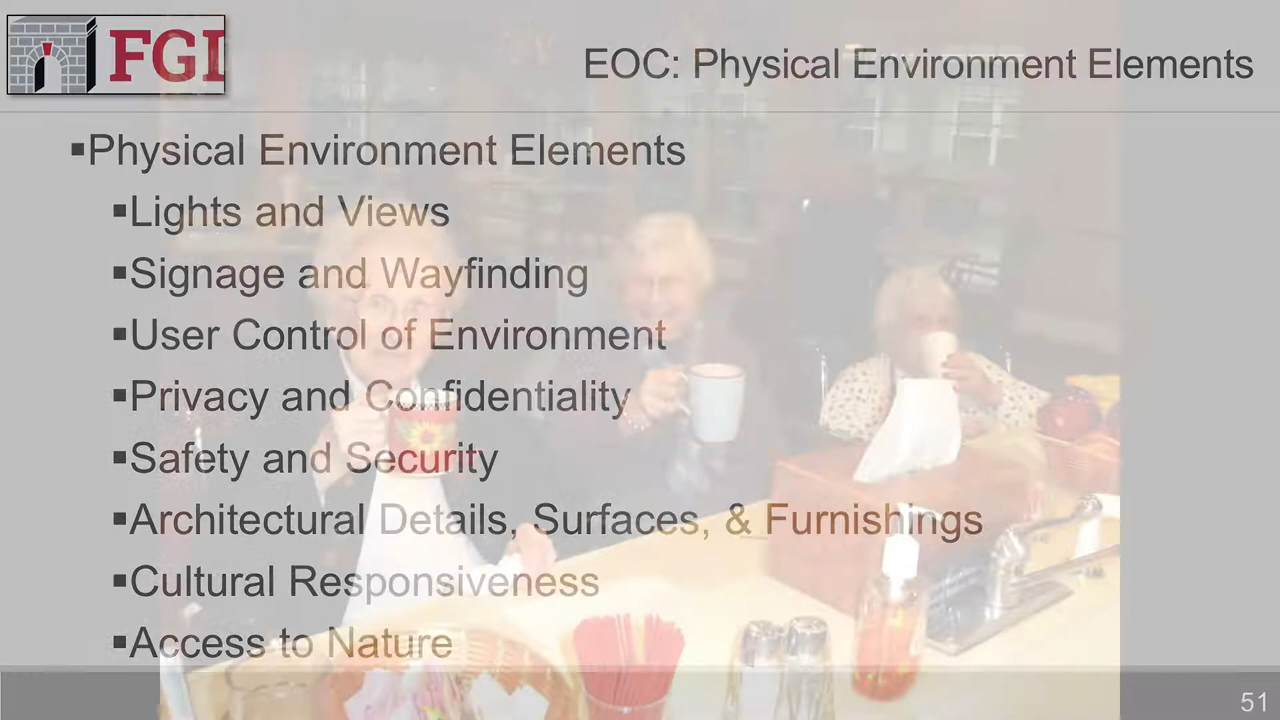 FGI
EOC: Physical Environment Elements
▪Physical Environment Elements
▪Lights and Views
▪Signage and Wayfinding
▪User Control of Environment
▪Privacy and Confidentiality
▪Safety and Security
▪Architectural Details, Surfaces, & Furnishings
▪Cultural Responsiveness
▪Access to Nature
51